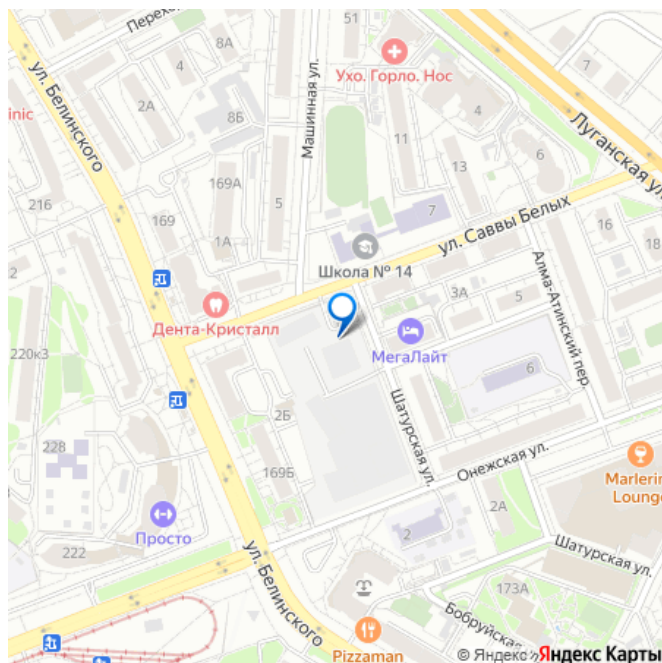 51
7
Переход
8А
4
Ухо. Горло. Нос
ул. Белинского
2А
8Б
Машинная ул.
11
4
Луганская ул.
inic
216
169А
5
13
6
169
1А
7
ул. Саввы Белых
16
18
Школа № 14
Алма-Атинский пер
Дента-Кристалл
3А
5
МегаЛайт
220к3
6
2Б
Шатурская ул.
228
169Б
Онежская ул.
Marlerin
Lounge
Просто
222
2
2А
Шатурская ул.
ул. Белинского
173А
Бобруйская
Pizzaman
© Яндекс
Яндекс Карты